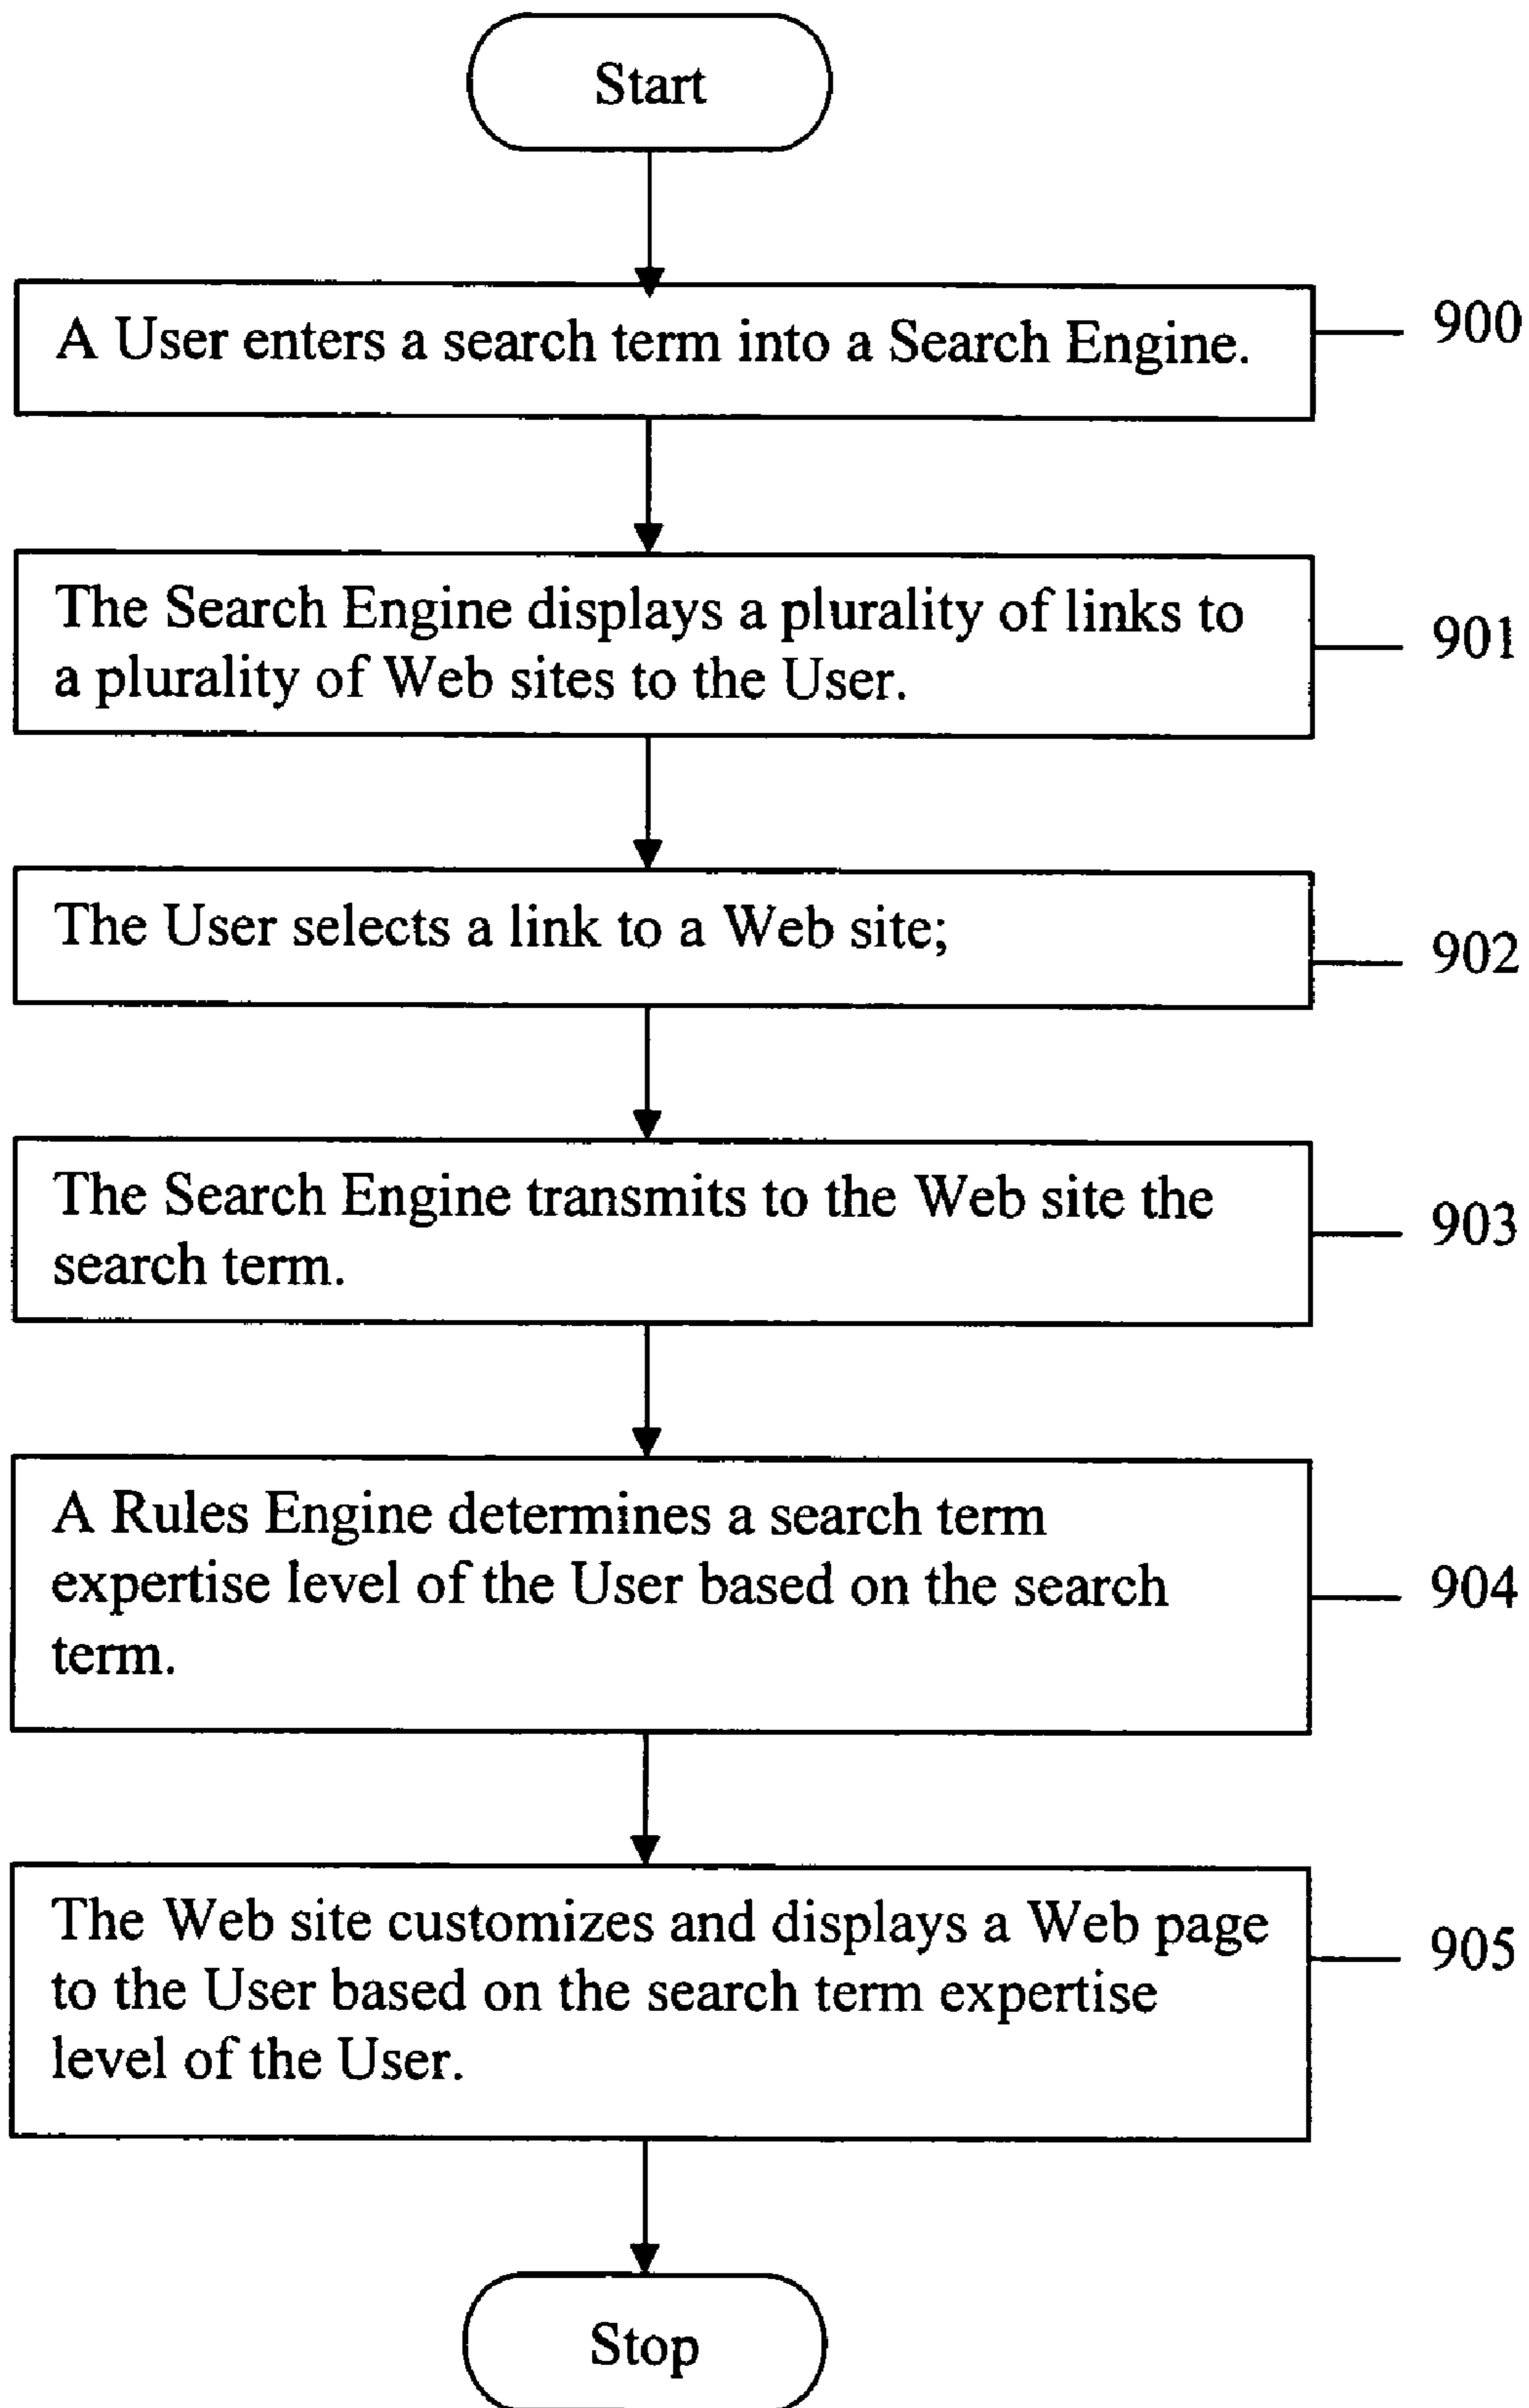 Start
A User enters a search term into a Search Engine.
900
The Search Engine displays a plurality of links to
a plurality of Web sites to the User.
901
The User selects a link to a Web site;
902
The Search Engine transmits to the Web site the
search term.
903
A Rules Engine determines a search term
expertise level of the User based on the search
term.
904
The Web site customizes and displays a Web page
to the User based on the search term expertise
level of the User.
905
Stop